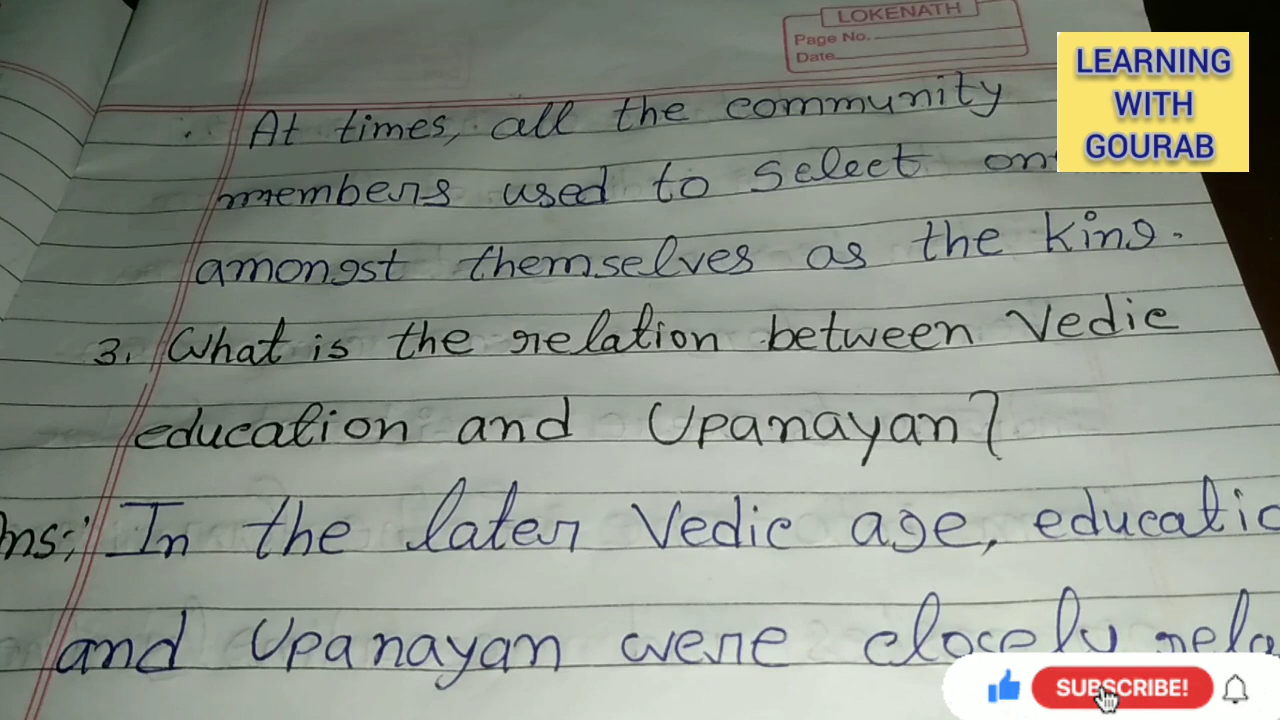 LOKENATH
Page No.
Date
LEARNING
WITH
GOURAB
At times, all the community
members used to select
amongst themselves as the king.
3. What is the relation between Vedic
education and Upanayan?
Ans: In the later Vedic age,
and Upanayan were closely
SUBSCRIBE!